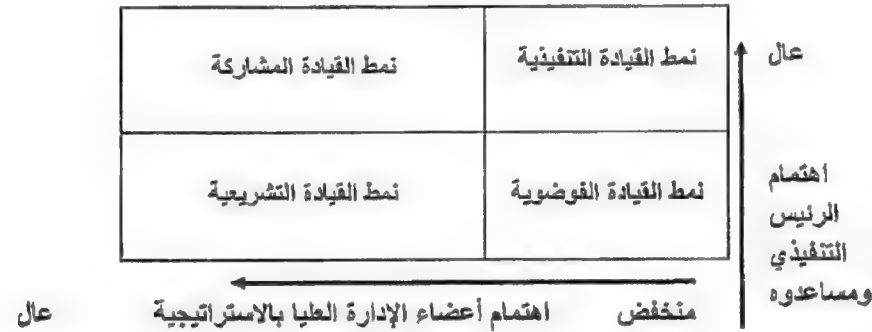 عال
نمط القيادة التنفيذية
نمط القيادة المشاركة
نمط القيادة الفوضوية
نمط القيادة التشريعية
أهتمام
الرئيس
التنفيذي
ومساعدوه
منخفض
اهتمام أعضاء الإدارة العليا بالاستراتيجية
عال